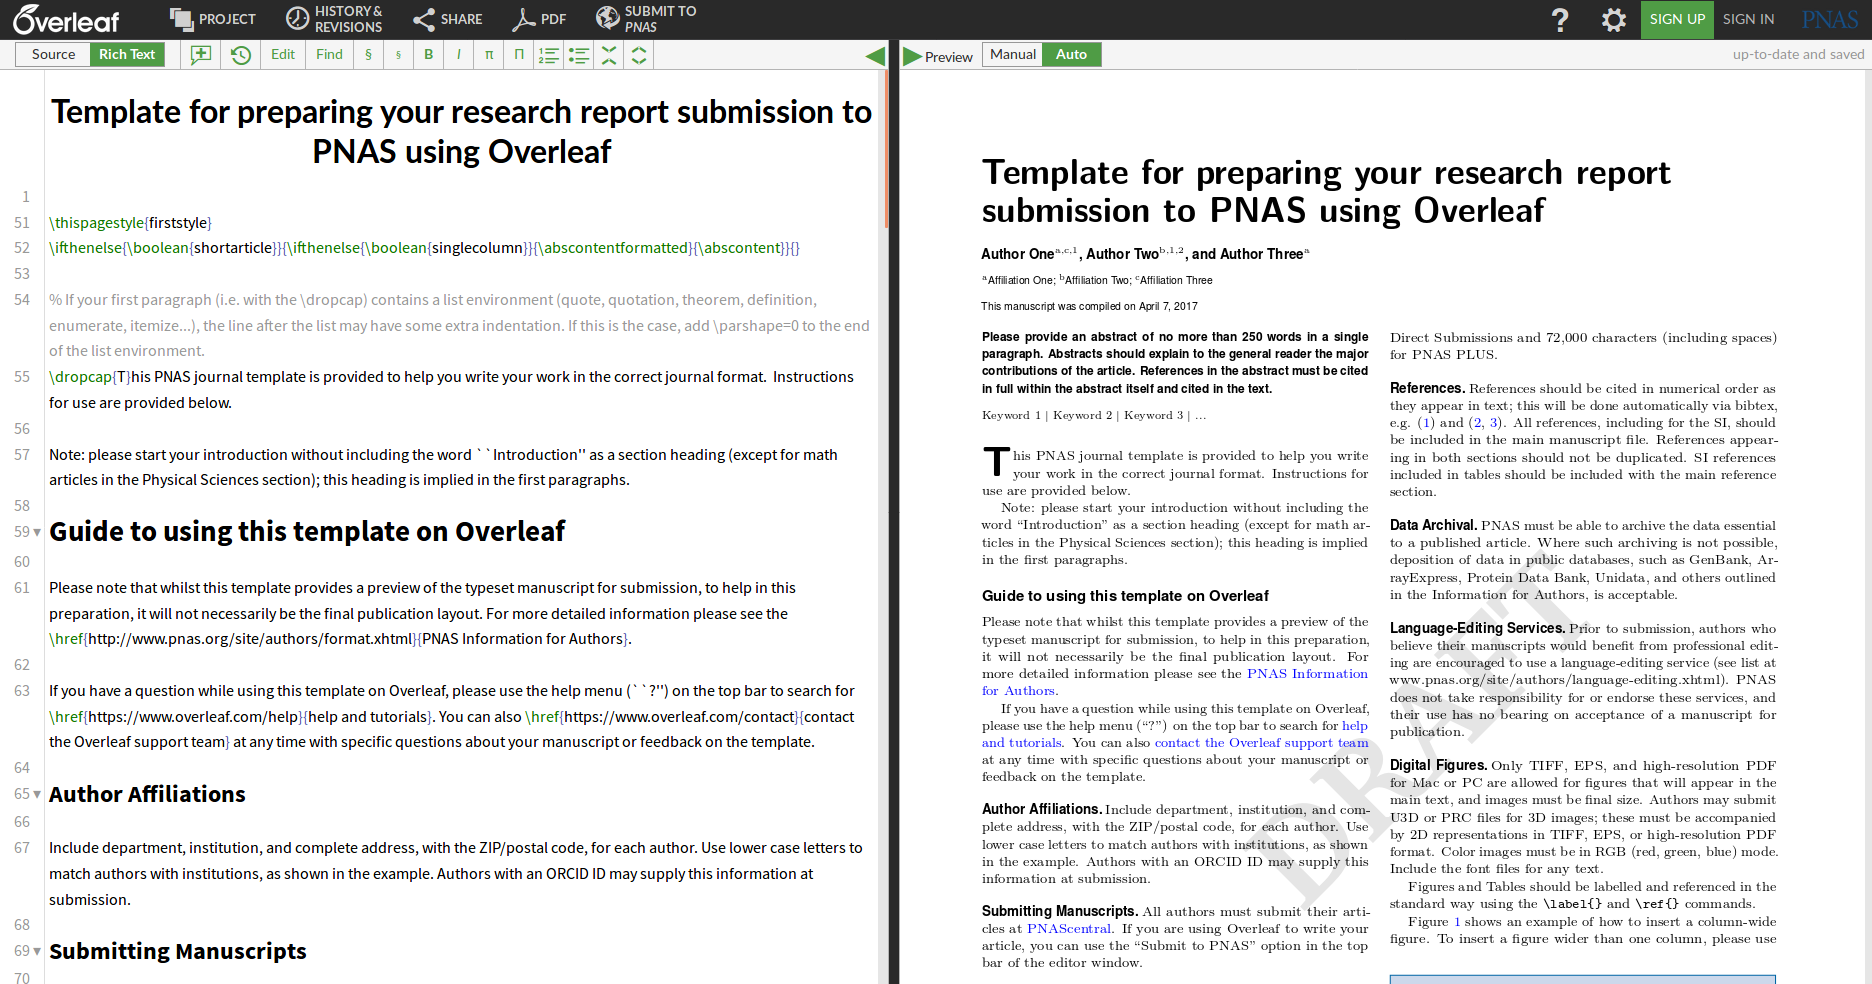 Overleaf
PROJECT
HISTORY &
REVISIONS
SHARE
PDF
SUBMIT TO
PNAS
?
SIGN UP
SIGN IN
PNAS
Source
Rich Text
Edit
Find
§
§
B
I
π
Π
Preview
Manual
Auto
up-to-date and saved
Template for preparing your research report submission to
PNAS using Overleaf
1
51 \thispagestyle{firststyle}
52 \ifthenelse{\boolean{shortarticle}}{\ifthenelse{\boolean{singlecolumn}}{\abscontentformatted}{\abscontent}}{}
53
54 % If your first paragraph (i.e. with the \dropcap) contains a list environment (quote, quotation, theorem, definition,
enumerate, itemize...), the line after the list may have some extra indentation. If this is the case, add \parshape=0 to the end
of the list environment.
55 \dropcap{T}his PNAS journal template is provided to help you write your work in the correct journal format.  Instructions
for use are provided below.
56
57 Note: please start your introduction without including the word ``Introduction'' as a section heading (except for math
articles in the Physical Sciences section); this heading is implied in the first paragraphs.
58
59 Guide to using this template on Overleaf
60
61 Please note that whilst this template provides a preview of the typeset manuscript for submission, to help in this
preparation, it will not necessarily be the final publication layout. For more detailed information please see the
\href{http://www.pnas.org/site/authors/format.xhtml}{PNAS Information for Authors}.
62
63 If you have a question while using this template on Overleaf, please use the help menu (``?'') on the top bar to search for
\href{https://www.overleaf.com/help}{help and tutorials}. You can also \href{https://www.overleaf.com/contact}{contact
the Overleaf support team} at any time with specific questions about your manuscript or feedback on the template.
64
65 Author Affiliations
66
67 Include department, institution, and complete address, with the ZIP/postal code, for each author. Use lower case letters to
match authors with institutions, as shown in the example. Authors with an ORCID ID may supply this information at
submission.
68
69 Submitting Manuscripts
70
Template for preparing your research report
submission to PNAS using Overleaf
Author One^a,c,1, Author Two^b,1,2, and Author Three^a
^aAffiliation One; ^bAffiliation Two; ^cAffiliation Three
This manuscript was compiled on April 7, 2017
Please provide an abstract of no more than 250 words in a single
paragraph. Abstracts should explain to the general reader the major
contributions of the article. References in the abstract must be cited
in full within the abstract itself and cited in the text.
Keyword 1 | Keyword 2 | Keyword 3 | ...
This PNAS journal template is provided to help you write
your work in the correct journal format. Instructions for
use are provided below.
Note: please start your introduction without including the
word “Introduction” as a section heading (except for math ar-
ticles in the Physical Sciences section); this heading is implied
in the first paragraphs.
Guide to using this template on Overleaf
Please note that whilst this template provides a preview of the
typeset manuscript for submission, to help in this preparation,
it will not necessarily be the final publication layout. For
more detailed information please see the PNAS Information
for Authors.
If you have a question while using this template on Overleaf,
please use the help menu (“?”) on the top bar to search for help
and tutorials. You can also contact the Overleaf support team
at any time with specific questions about your manuscript or
feedback on the template.
Author Affiliations. Include department, institution, and com-
plete address, with the ZIP/postal code, for each author. Use
lower case letters to match authors with institutions, as shown
in the example. Authors with an ORCID ID may supply this
information at submission.
Submitting Manuscripts. All authors must submit their arti-
cles at PNAScentral. If you are using Overleaf to write your
article, you can use the “Submit to PNAS” option in the top
bar of the editor window.
Direct Submissions and 72,000 characters (including spaces)
for PNAS PLUS.
References. References should be cited in numerical order as
they appear in text; this will be done automatically via bibtex,
e.g. (1) and (2, 3). All references, including for the SI, should
be included in the main manuscript file. References appear-
ing in both sections should not be duplicated. SI references
included in tables should be included with the main reference
section.
Data Archival. PNAS must be able to archive the data essential
to a published article. Where such archiving is not possible,
deposition of data in public databases, such as GenBank, Ar-
rayExpress, Protein Data Bank, Unidata, and others outlined
in the Information for Authors, is acceptable.
Language-Editing Services. Prior to submission, authors who
believe their manuscripts would benefit from professional edit-
ing are encouraged to use a language-editing service (see list at
www.pnas.org/site/authors/language-editing.xhtml). PNAS
does not take responsibility for or endorse these services, and
their use has no bearing on acceptance of a manuscript for
publication.
Digital Figures. Only TIFF, EPS, and high-resolution PDF
for Mac or PC are allowed for figures that will appear in the
main text, and images must be final size. Authors may submit
U3D or PRC files for 3D images; these must be accompanied
by 2D representations in TIFF, EPS, or high-resolution PDF
format. Color images must be in RGB (red, green, blue) mode.
Include the font files for any text.
Figures and Tables should be labelled and referenced in the
standard way using the \label{} and \ref{} commands.
Figure 1 shows an example of how to insert a column-wide
figure. To insert a figure wider than one column, please use
DRAFT